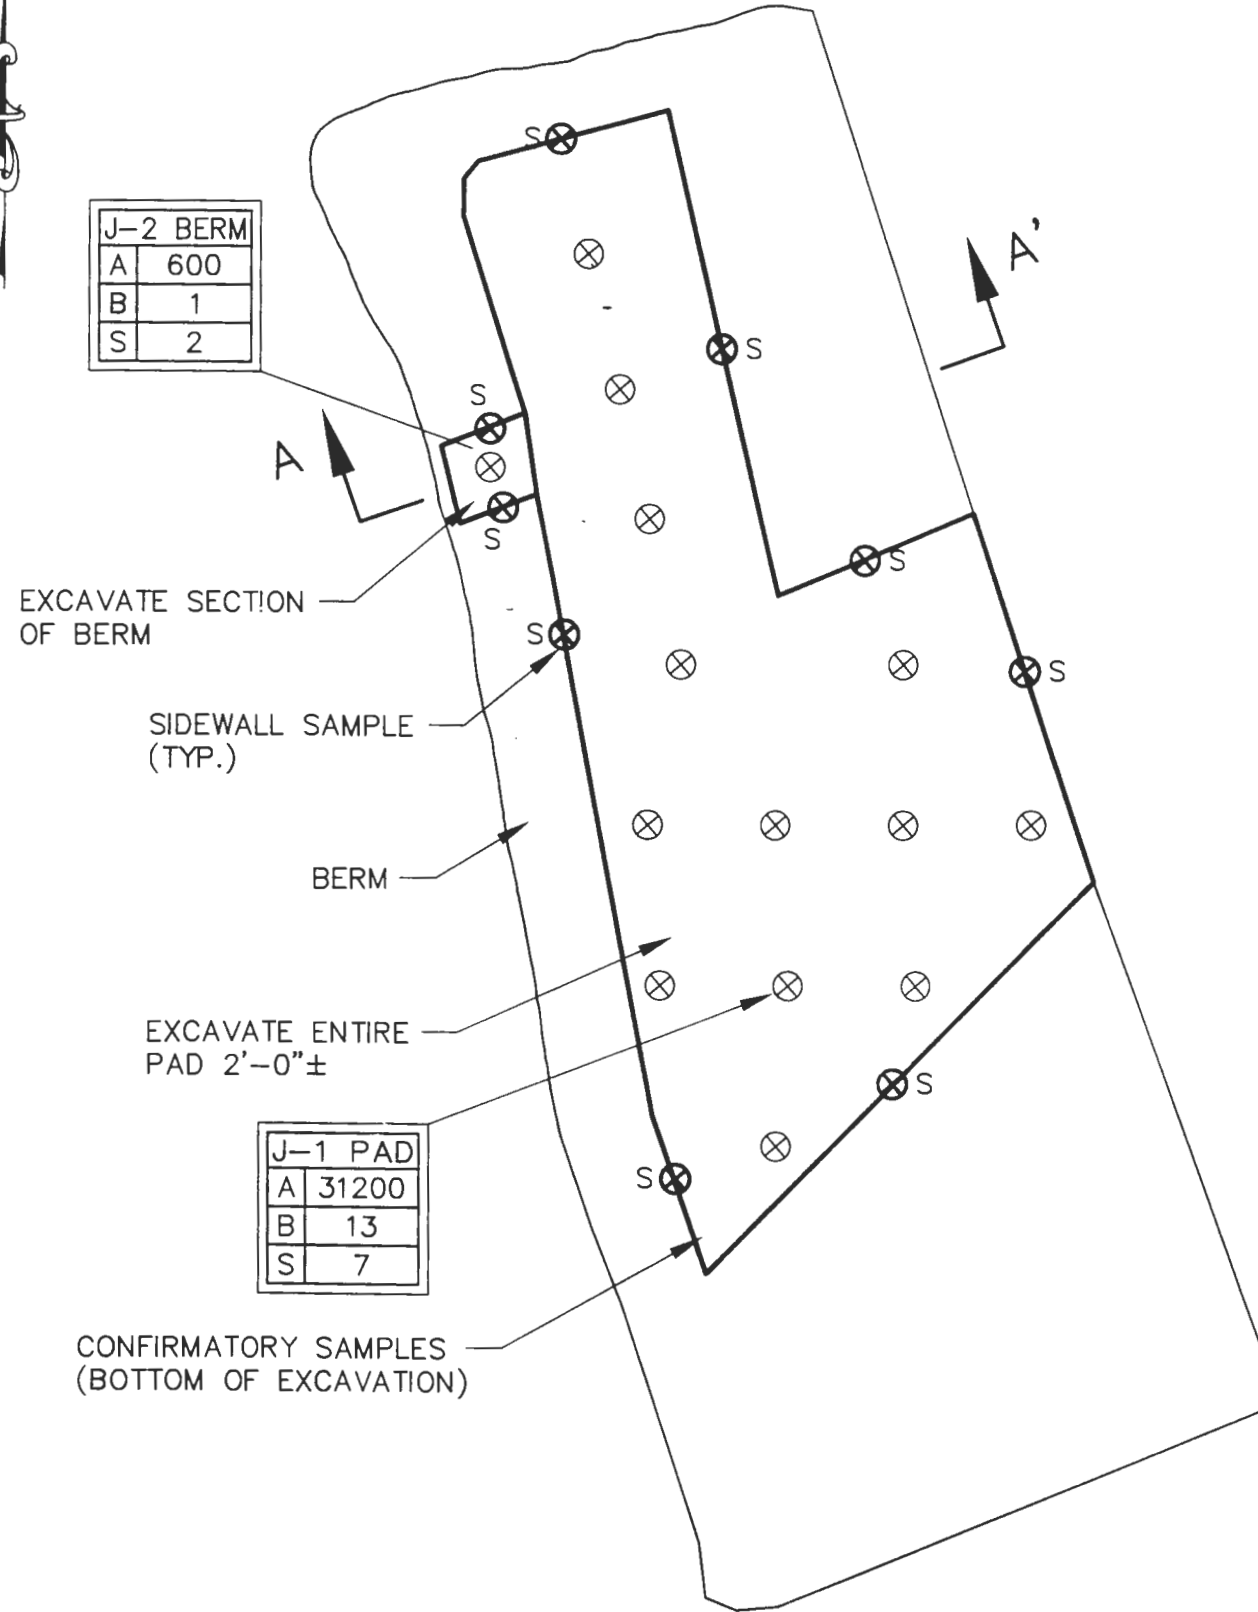 S
J-2 BERM
A 600
B 1
S 2
A'
S
S
A
S
S
EXCAVATE SECTION
OF BERM
S
S
SIDEWALL SAMPLE
(TYP.)
BERM
EXCAVATE ENTIRE
PAD 2'-0"±
S
J-1 PAD
A 31200
B 13
S 7
S
CONFIRMATORY SAMPLES
(BOTTOM OF EXCAVATION)
S